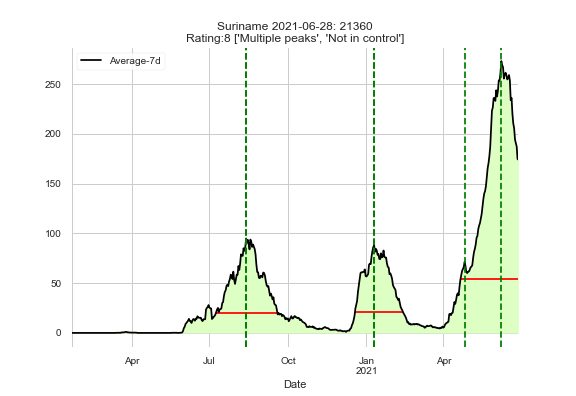 Suriname 2021-06-28: 21360
Rating:8 ['Multiple peaks', 'Not in control']
Average-7d
250
200
150
100
50
0
Apr
Jul
Oct
Jan
2021
Apr
Date